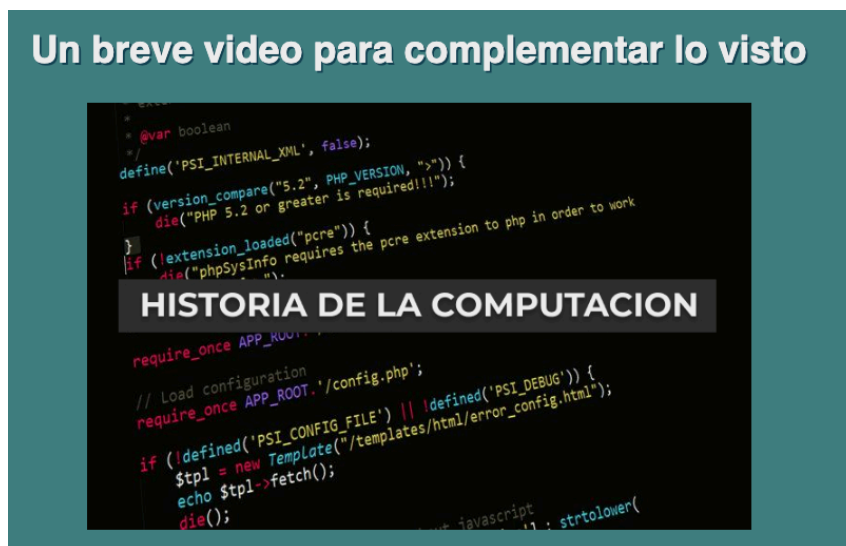 Un breve video para complementar lo visto
*
* @var boolean
*/
define('PSI_INTERNAL_XML', false);
if (version_compare("5.2", PHP_VERSION, ">")) {
die("PHP 5.2 or greater is required!!!");
}
if (!extension_loaded("pcre")) {
die("phpSysInfo requires the pcre extension to php in order to work
HISTORIA DE LA COMPUTACION
require_once APP_ROOT.
// Load configuration
require_once APP_ROOT.'/config.php';
if (!defined('PSI_CONFIG_FILE') || !defined('PSI_DEBUG')) {
$tpl = new Template("/templates/html/error_config.html");
echo $tpl->fetch();
die();
javascript
strtolower(